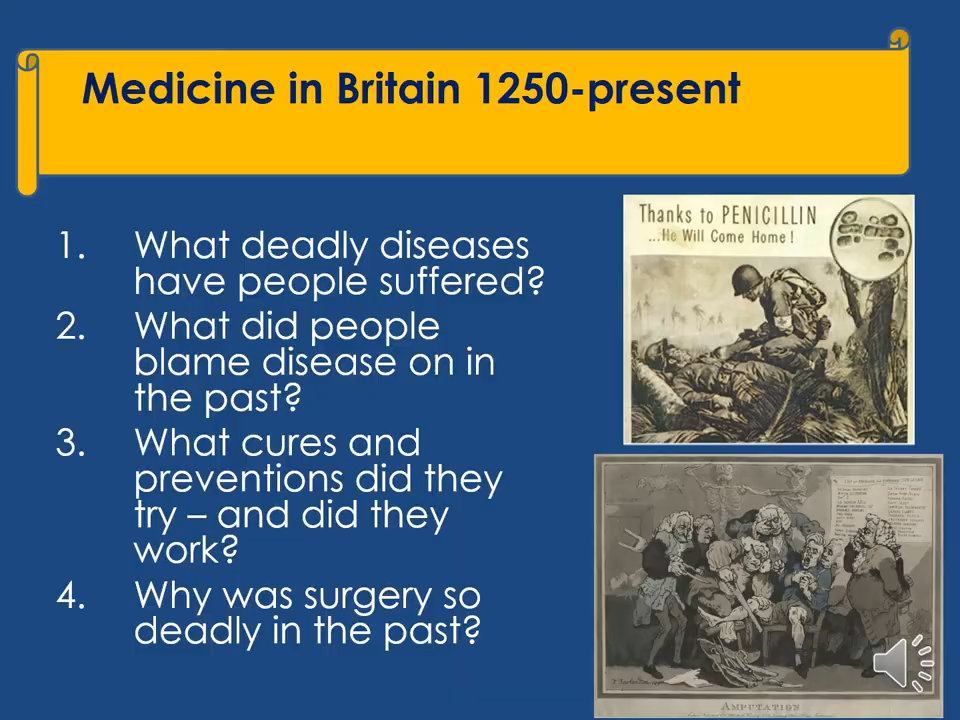 Medicine in Britain 1250-present
1. What deadly diseases
have people suffered?
2. What did people
blame disease on in
the past?
3. What cures and
preventions did they
try – and did they
work?
4. Why was surgery so
deadly in the past?
Thanks to PENICILLIN
...He Will Come Home!
AMPUTATION